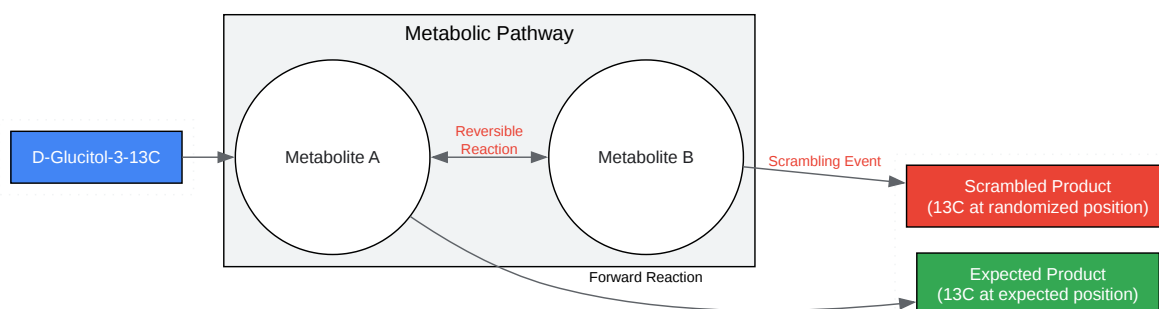 Metabolic Pathway
D-Glucitol-3-13C
Metabolite A
Reversible
Reaction
Metabolite B
Scrambling Event
Scrambled Product
(13C at randomized position)
Forward Reaction
Expected Product
(13C at expected position)